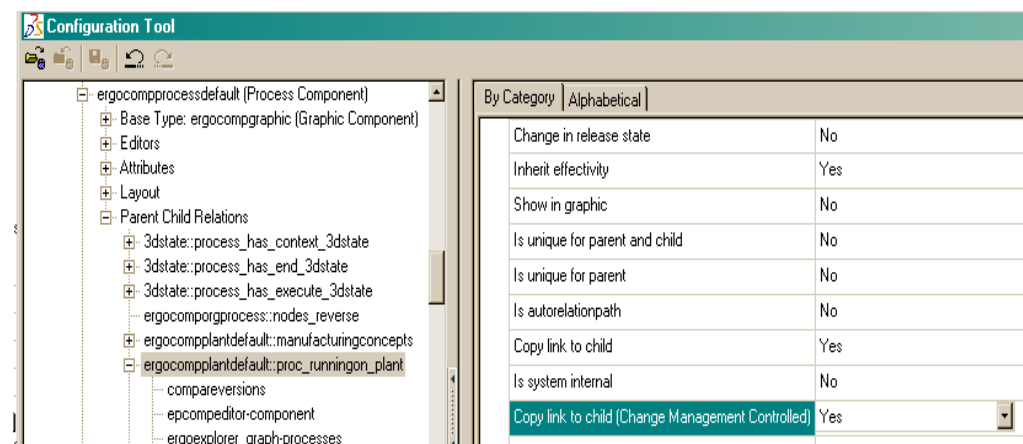 Configuration Tool
ergocompprocessdefault (Process Component)
Base Type: ergocompgraphic (Graphic Component)
Editors
Attributes
Layout
Parent Child Relations
3dstate::process_has_context_3dstate
3dstate::process_has_end_3dstate
3dstate::process_has_execute_3dstate
ergocomporgprocess::nodes_reverse
ergocompplantdefault::manufacturingconcepts
ergocompplantdefault::proc_runningon_plant
compareversions
epcompeditor-component
ergoexplorer_graph-processes
By Category Alphabetical
Change in release state No
Inherit effectivity Yes
Show in graphic No
Is unique for parent and child No
Is unique for parent No
Is autorelationpath No
Copy link to child Yes
Is system internal No
Copy link to child (Change Management Controlled) Yes